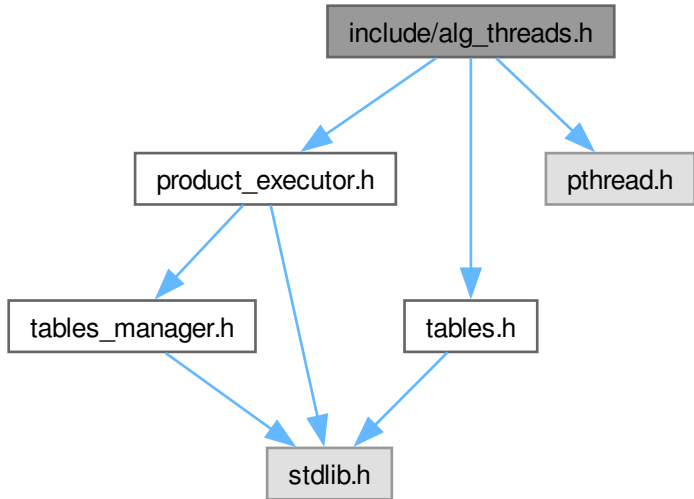 include/alg_threads.h
product_executor.h
pthread.h
tables_manager.h
tables.h
stdlib.h